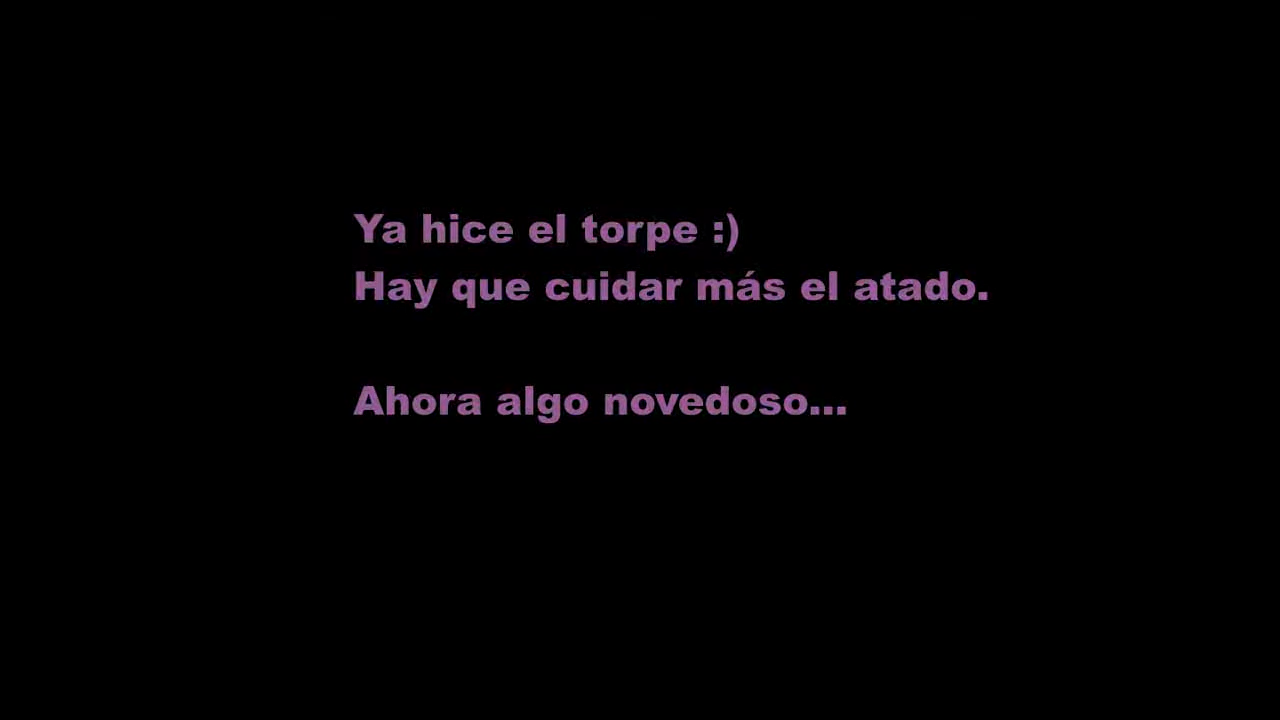 Ya hice el torpe :)
Hay que cuidar más el atado.
Ahora algo novedoso...